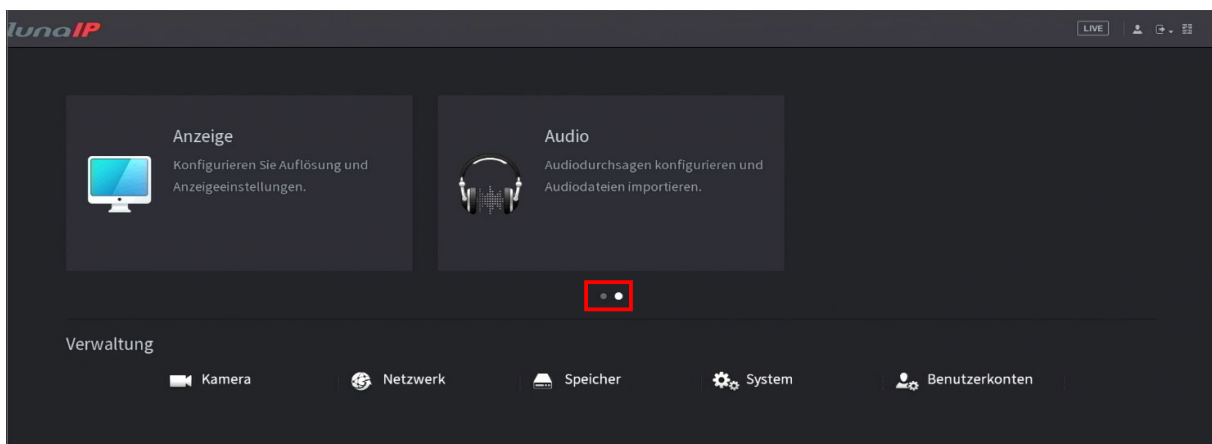 lunaIP
LIVE
Anzeige
Konfigurieren Sie Auflösung und
Anzeigeeinstellungen.
Audio
Audiodurchsagen konfigurieren und
Audiodateien importieren.
Verwaltung
Kamera
Netzwerk
Speicher
System
Benutzerkonten